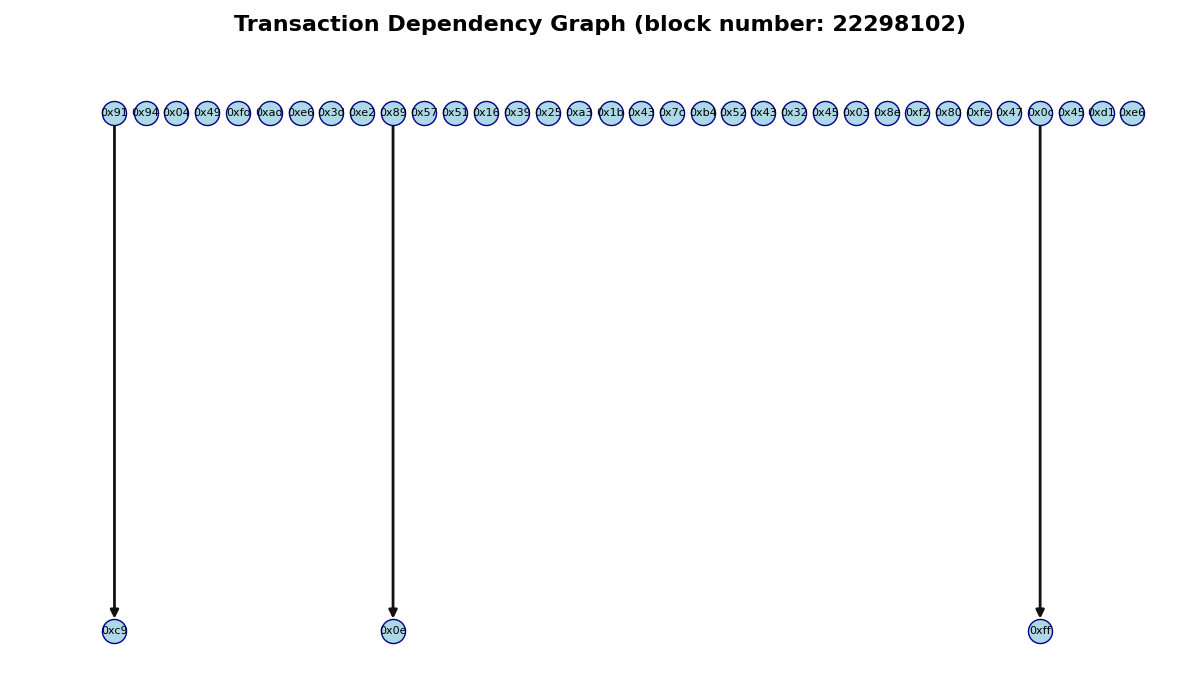 Transaction Dependency Graph (block number: 22298102)
0x91 0x94 0x04 0x49 0xfd 0xad 0xe6 0x3d 0xe2 0x89 0x57 0x51 0x16 0x39 0x25 0xa3 0x1b 0x43 0x7c 0xb4 0x52 0x43 0x32 0x45 0x03 0x8e 0xf2 0x80 0xfe 0x47 0x0c 0x45 0xd1 0xe6
0xc9 0x0e 0xff